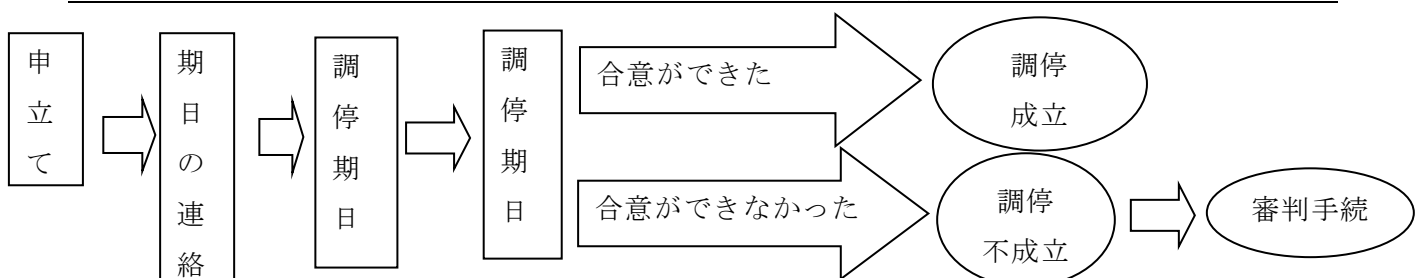 申立て
期日の連絡
調停期日
調停期日
合意ができた
調停
成立
合意ができなかった
調停
不成立
審判手続